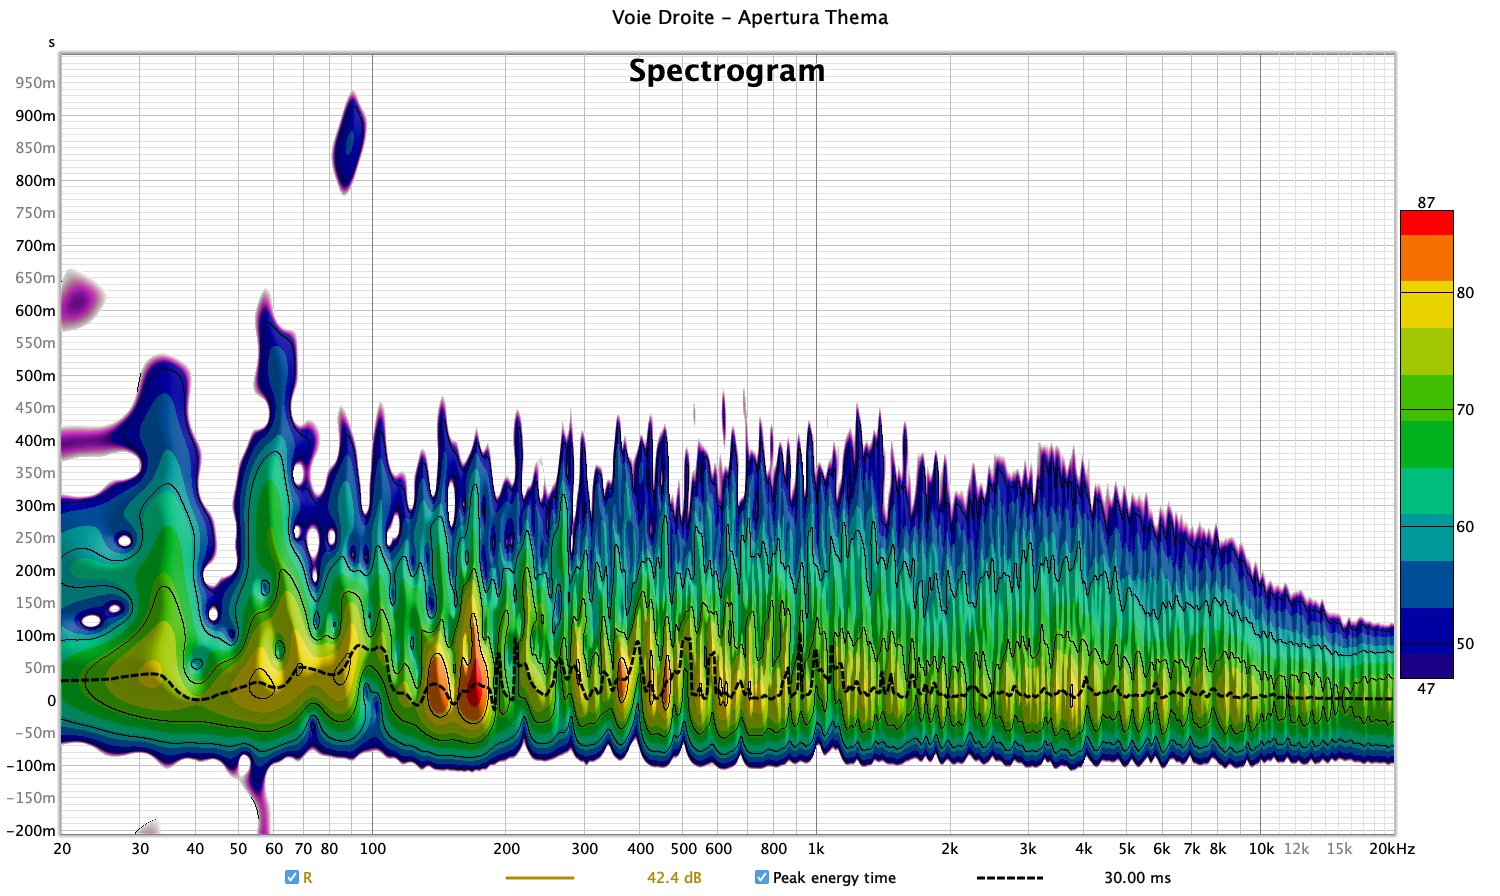 Voie Droite – Apertura Thema
s
Spectrogram
950m
900m
850m
800m
750m
700m
650m
600m
550m
500m
450m
400m
350m
300m
250m
200m
150m
100m
50m
0
−50m
−100m
−150m
−200m
87
80
70
60
50
47
20 30 40 50 60 70 80 100 200 300 400 500 600 800 1k 2k 3k 4k 5k 6k 7k 8k 10k 12k 15k 20kHz
R 42.4 dB Peak energy time 30.00 ms